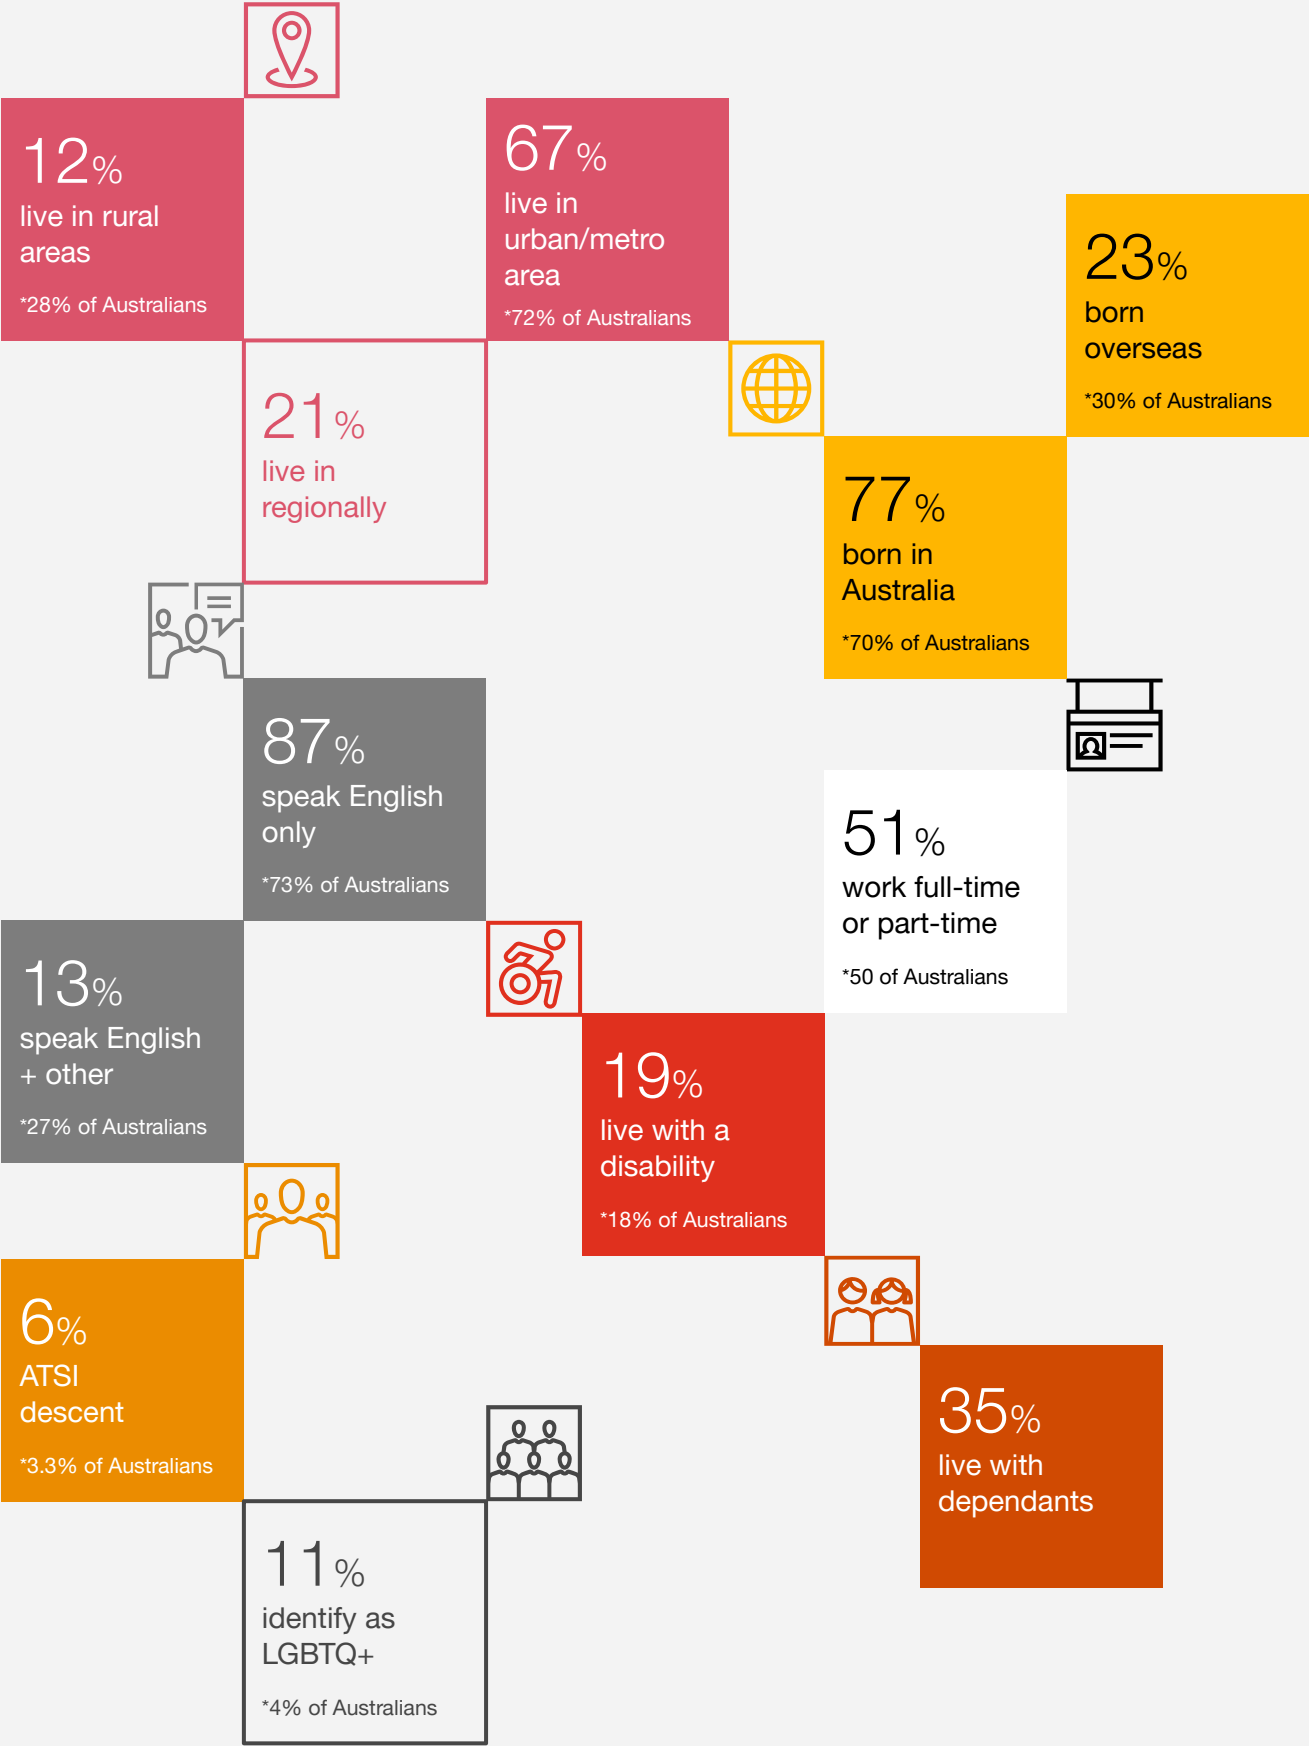 12%
live in rural
areas
*28% of Australians
67%
live in
urban/metro
area
*72% of Australians
21%
live in
regionally
23%
born
overseas
*30% of Australians
77%
born in
Australia
*70% of Australians
87%
speak English
only
*73% of Australians
13%
speak English
+ other
*27% of Australians
51%
work full-time
or part-time
*50 of Australians
19%
live with a
disability
*18% of Australians
6%
ATSI
descent
*3.3% of Australians
35%
live with
dependants
11%
identify as
LGBTQ+
*4% of Australians